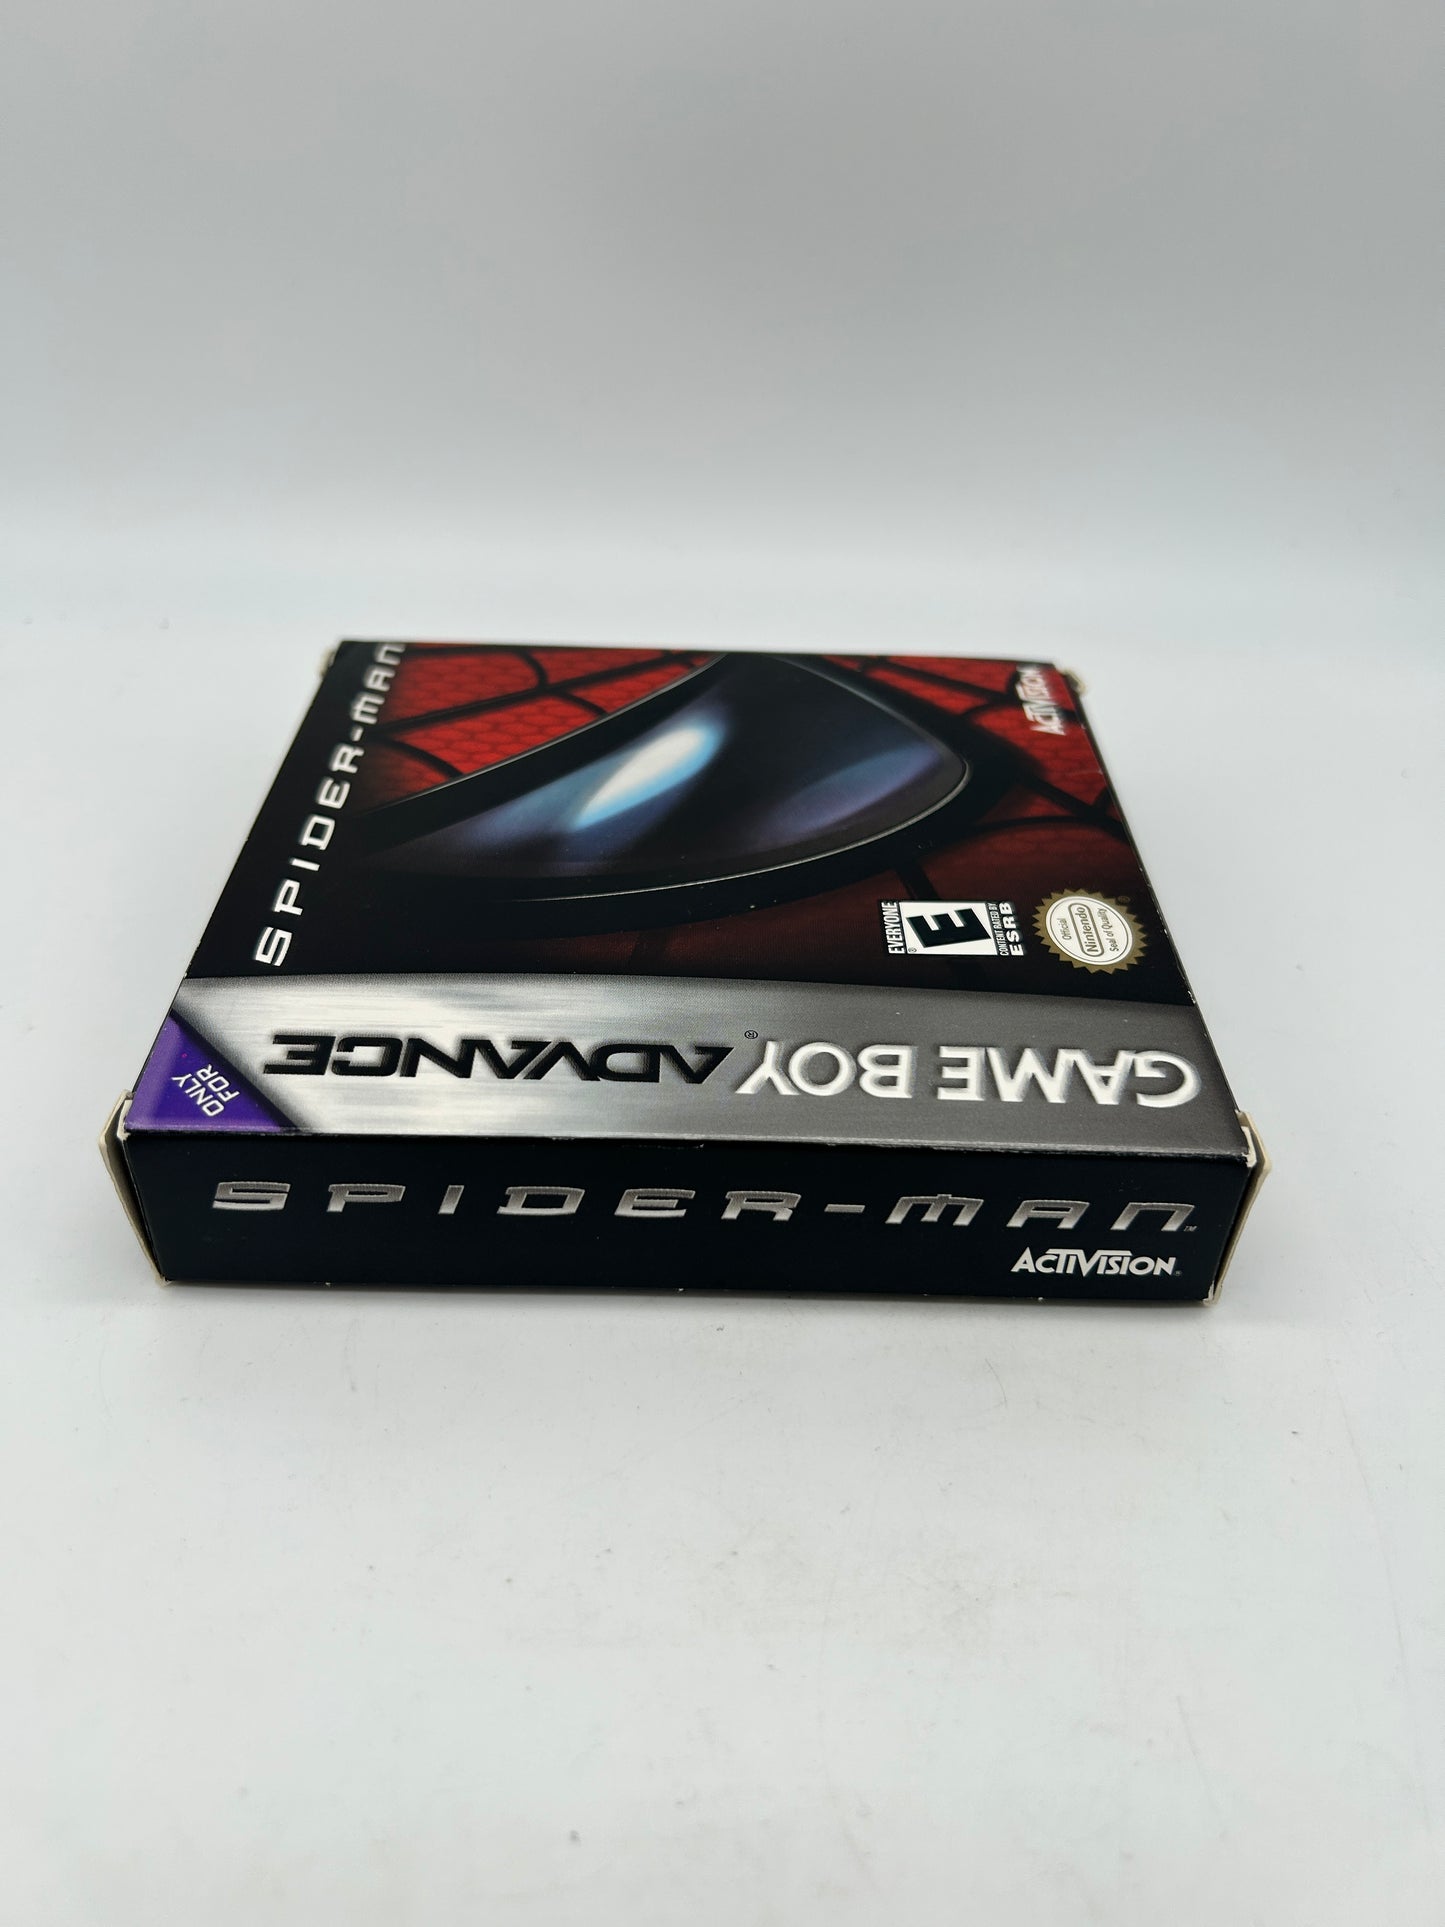 SPIDER-MAN
ACTIVISION
EVERYONE
E
®
CONTENT RATED BY
ESRB
Official
Nintendo
Seal of Quality
®
GAME BOY ADVANCE
®
ONLY
FOR
SPIDER-MAN™
ACTIVISION®